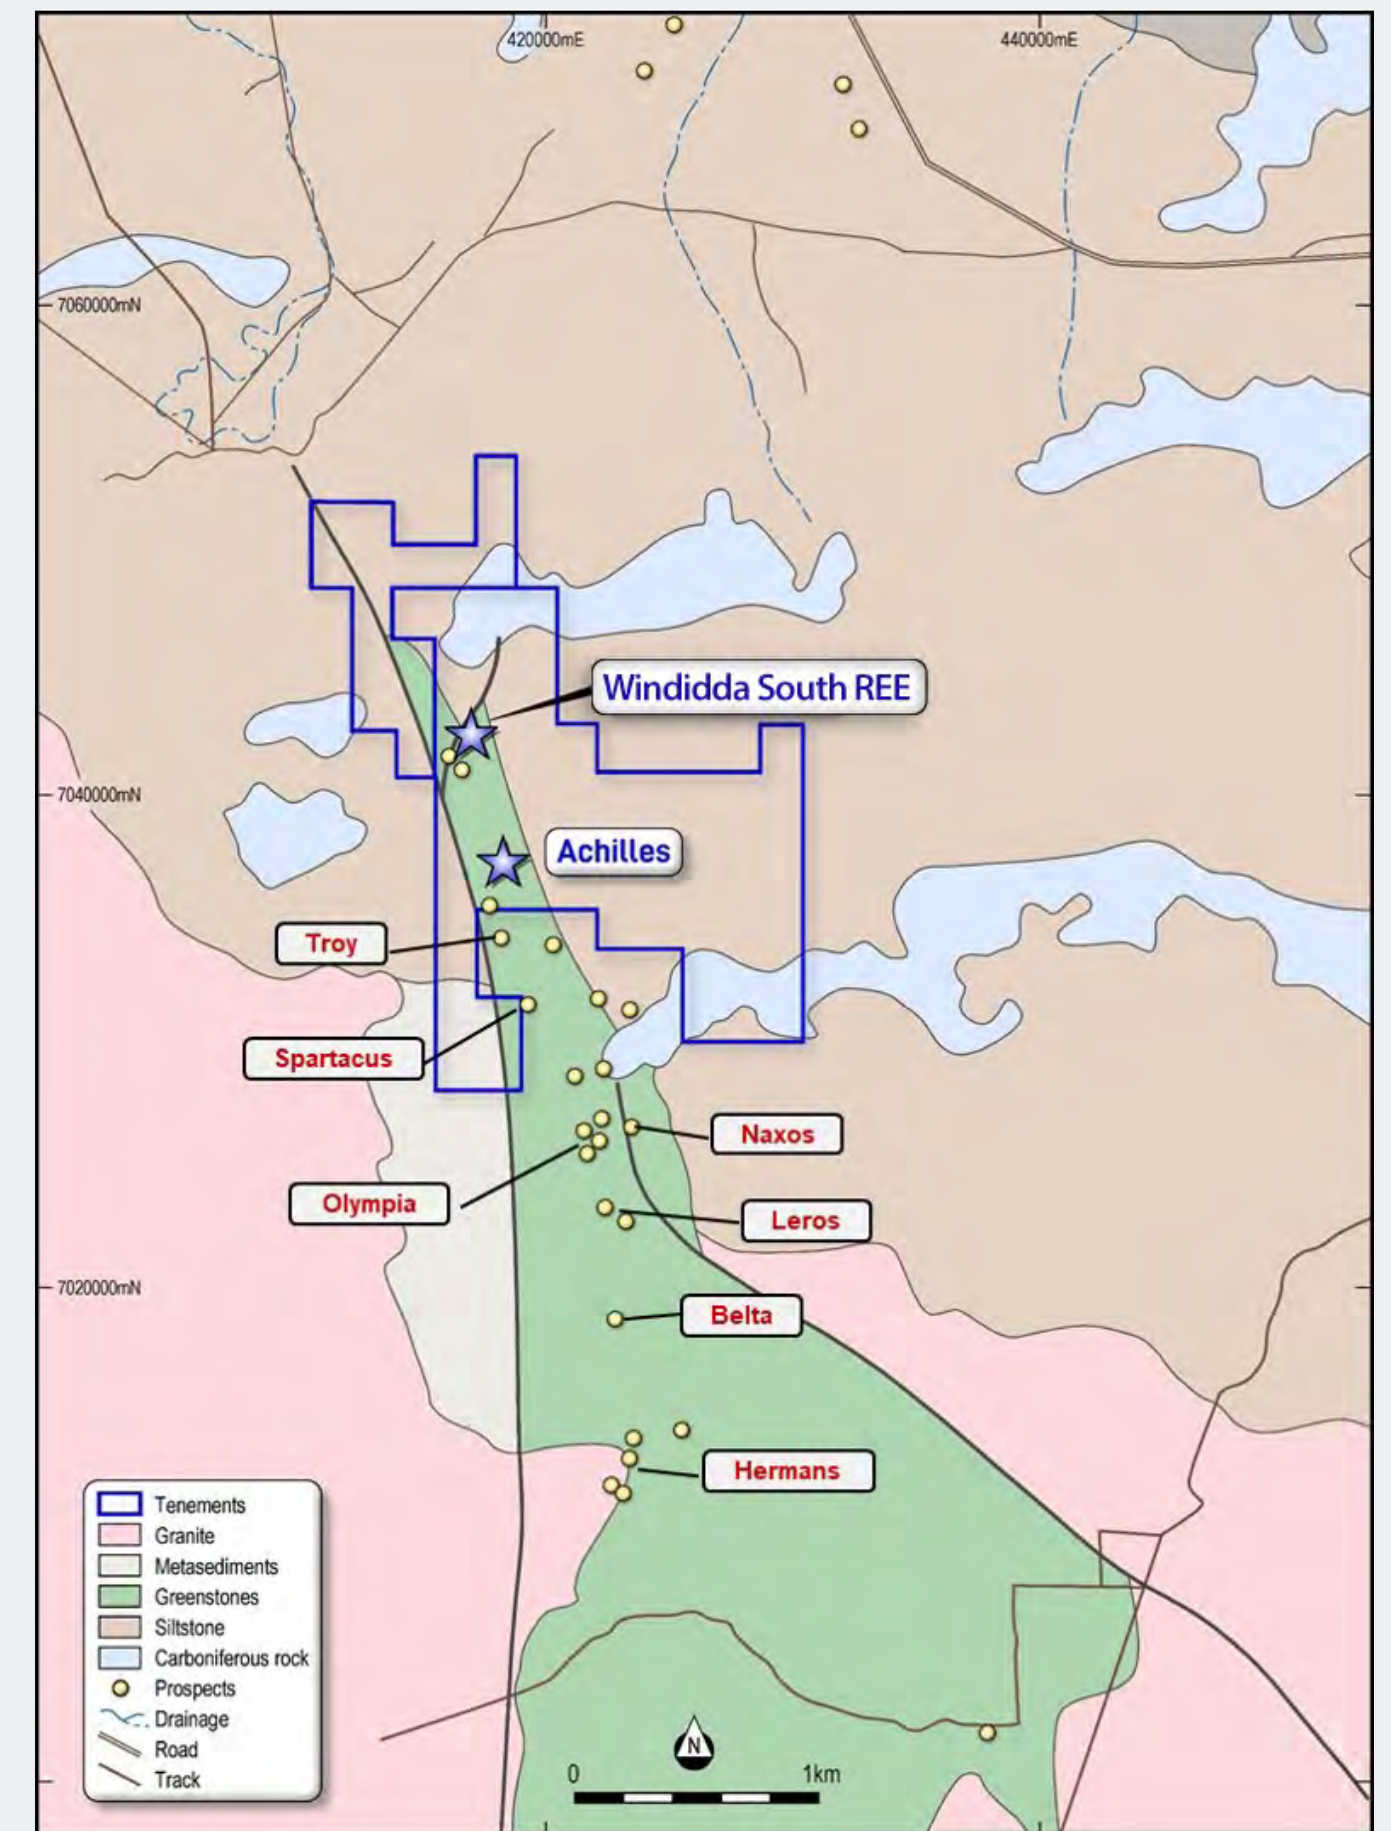 420000mE
440000mE
7060000mN
Windidda South REE
7040000mN
Achilles
Troy
Spartacus
Naxos
Olympia
Leros
7020000mN
Belta
Hermans
Tenements
Granite
Metasediments
Greenstones
Siltstone
Carboniferous rock
Prospects
Drainage
Road
Track
N
0 1km